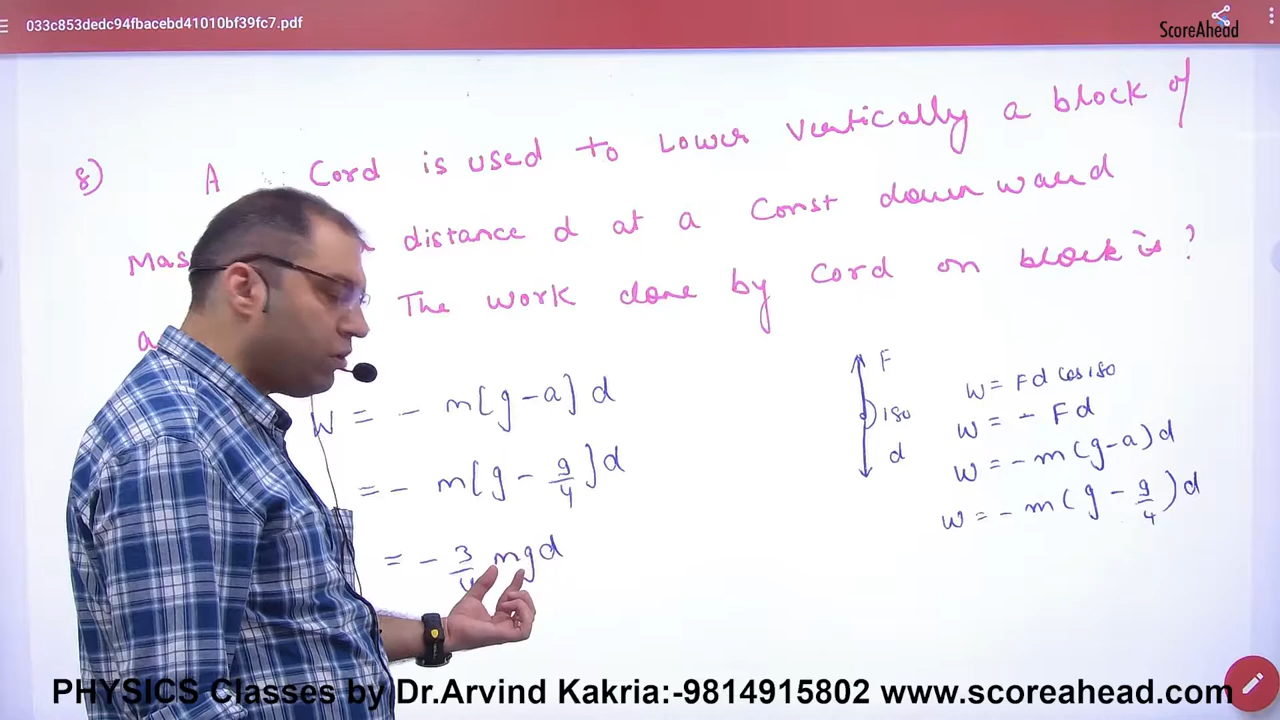 033c853dedc94fbacebd41010bf39fc7.pdf
ScoreAhead
8) A Cord is used to Lower vertically a block of
Mas distance d at a Const down ward
a The work done by Cord on block is ?
W = - m[g-a] d
= - m[g - g/4]d
= - 3/4 mgd
F
180
d
W = Fd cos 180
W = - Fd
W = - m(g-a)d
W = - m(g - g/4)d
PHYSICS Classes by Dr.Arvind Kakria:-9814915802 www.scoreahead.com